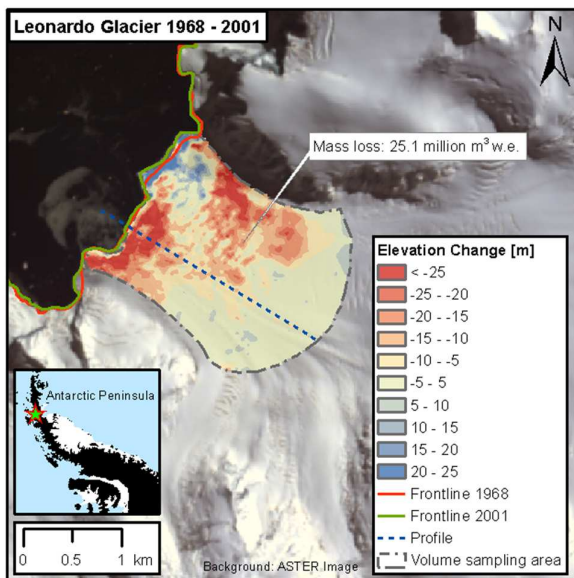 Leonardo Glacier 1968 - 2001
N
Mass loss: 25.1 million m³ w.e.
Elevation Change [m]
< -25
-25 - -20
-20 - -15
-15 - -10
-10 - -5
-5 - 5
5 - 10
10 - 15
15 - 20
20 - 25
Frontline 1968
Frontline 2001
Profile
Volume sampling area
Antarctic Peninsula
0 0.5 1
km
Background: ASTER Image